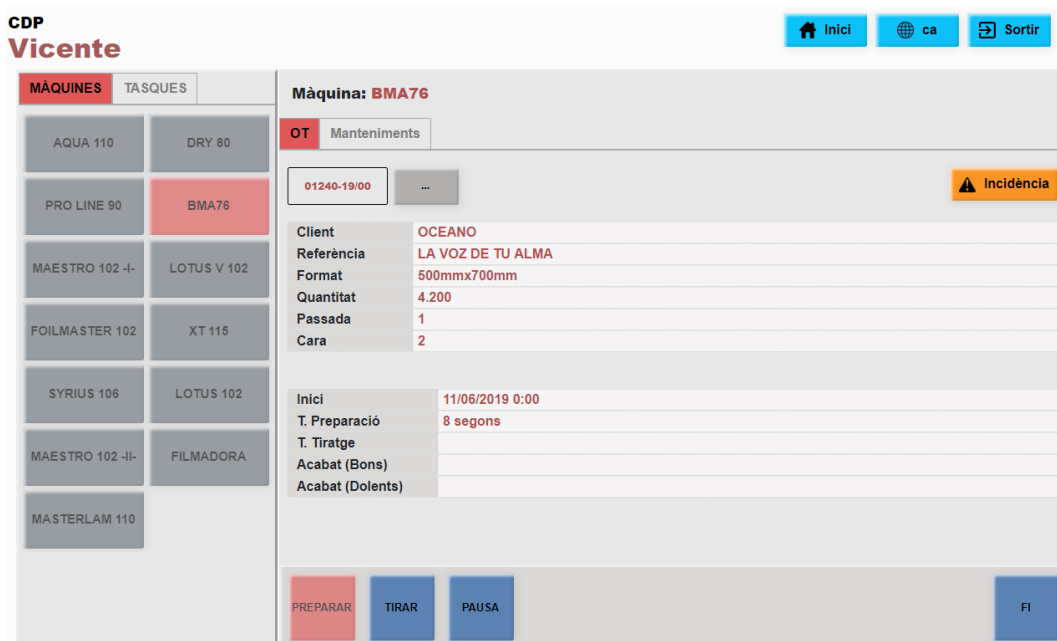 CDP
Vicente
Inici
ca
Sortir
MÀQUINES
TASQUES
AQUA 110
DRY 80
PRO LINE 90
BMA76
MAESTRO 102 -I-
LOTUS V 102
FOILMASTER 102
XT 115
SYRIUS 106
LOTUS 102
MAESTRO 102 -II-
FILMADORA
MASTERLAM 110
Màquina: BMA76
OT
Manteniments
01240-19/00
...
Incidència
Client OCEANO
Referència LA VOZ DE TU ALMA
Format 500mmx700mm
Quantitat 4.200
Passada 1
Cara 2
Inici 11/06/2019 0:00
T. Preparació 8 segons
T. Tiratge
Acabat (Bons)
Acabat (Dolents)
PREPARAR
TIRAR
PAUSA
FI